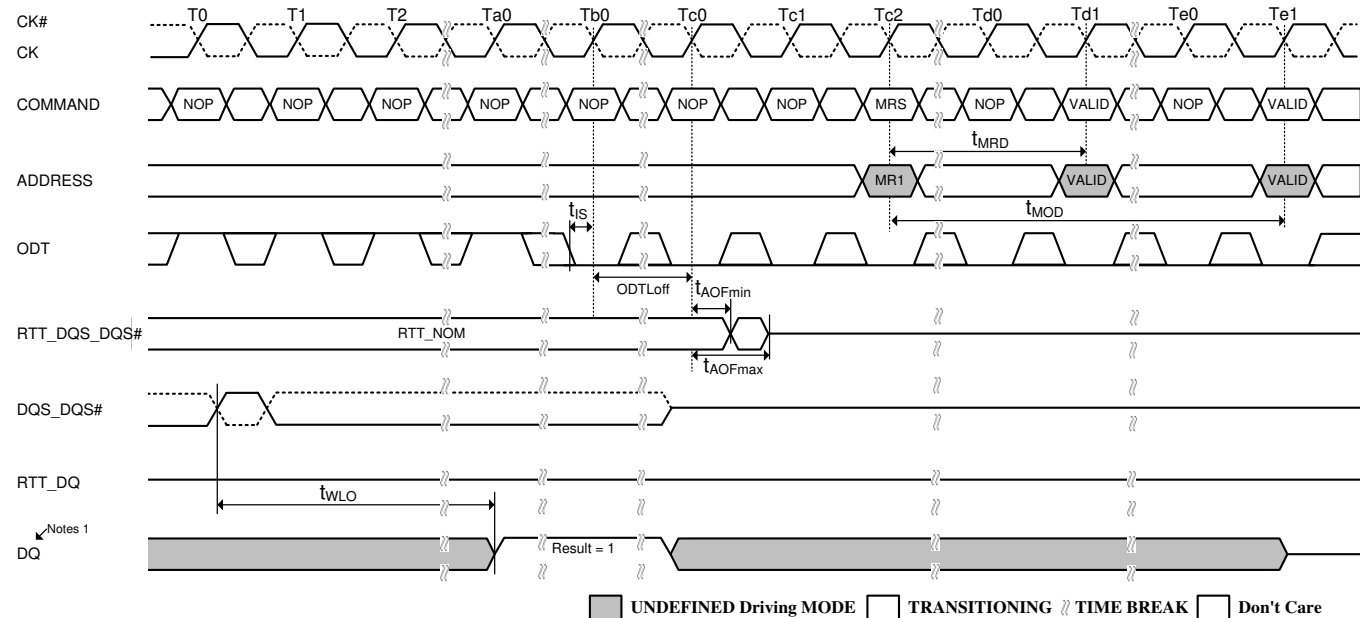 T0 T1 T2 Ta0 Tb0 Tc0 Tc1 Tc2 Td0 Td1 Te0 Te1
CK#
CK
COMMAND NOP NOP NOP NOP NOP NOP NOP MRS NOP VALID NOP VALID
tMRD
ADDRESS MR1 VALID VALID
tIS tMOD
ODT
ODTLoff tAOFmin
RTT_DQS_DQS# RTT_NOM
tAOFmax
DQS_DQS#
RTT_DQ
tWLO
Notes 1
DQ Result = 1
UNDEFINED Driving MODE TRANSITIONING TIME BREAK Don't Care